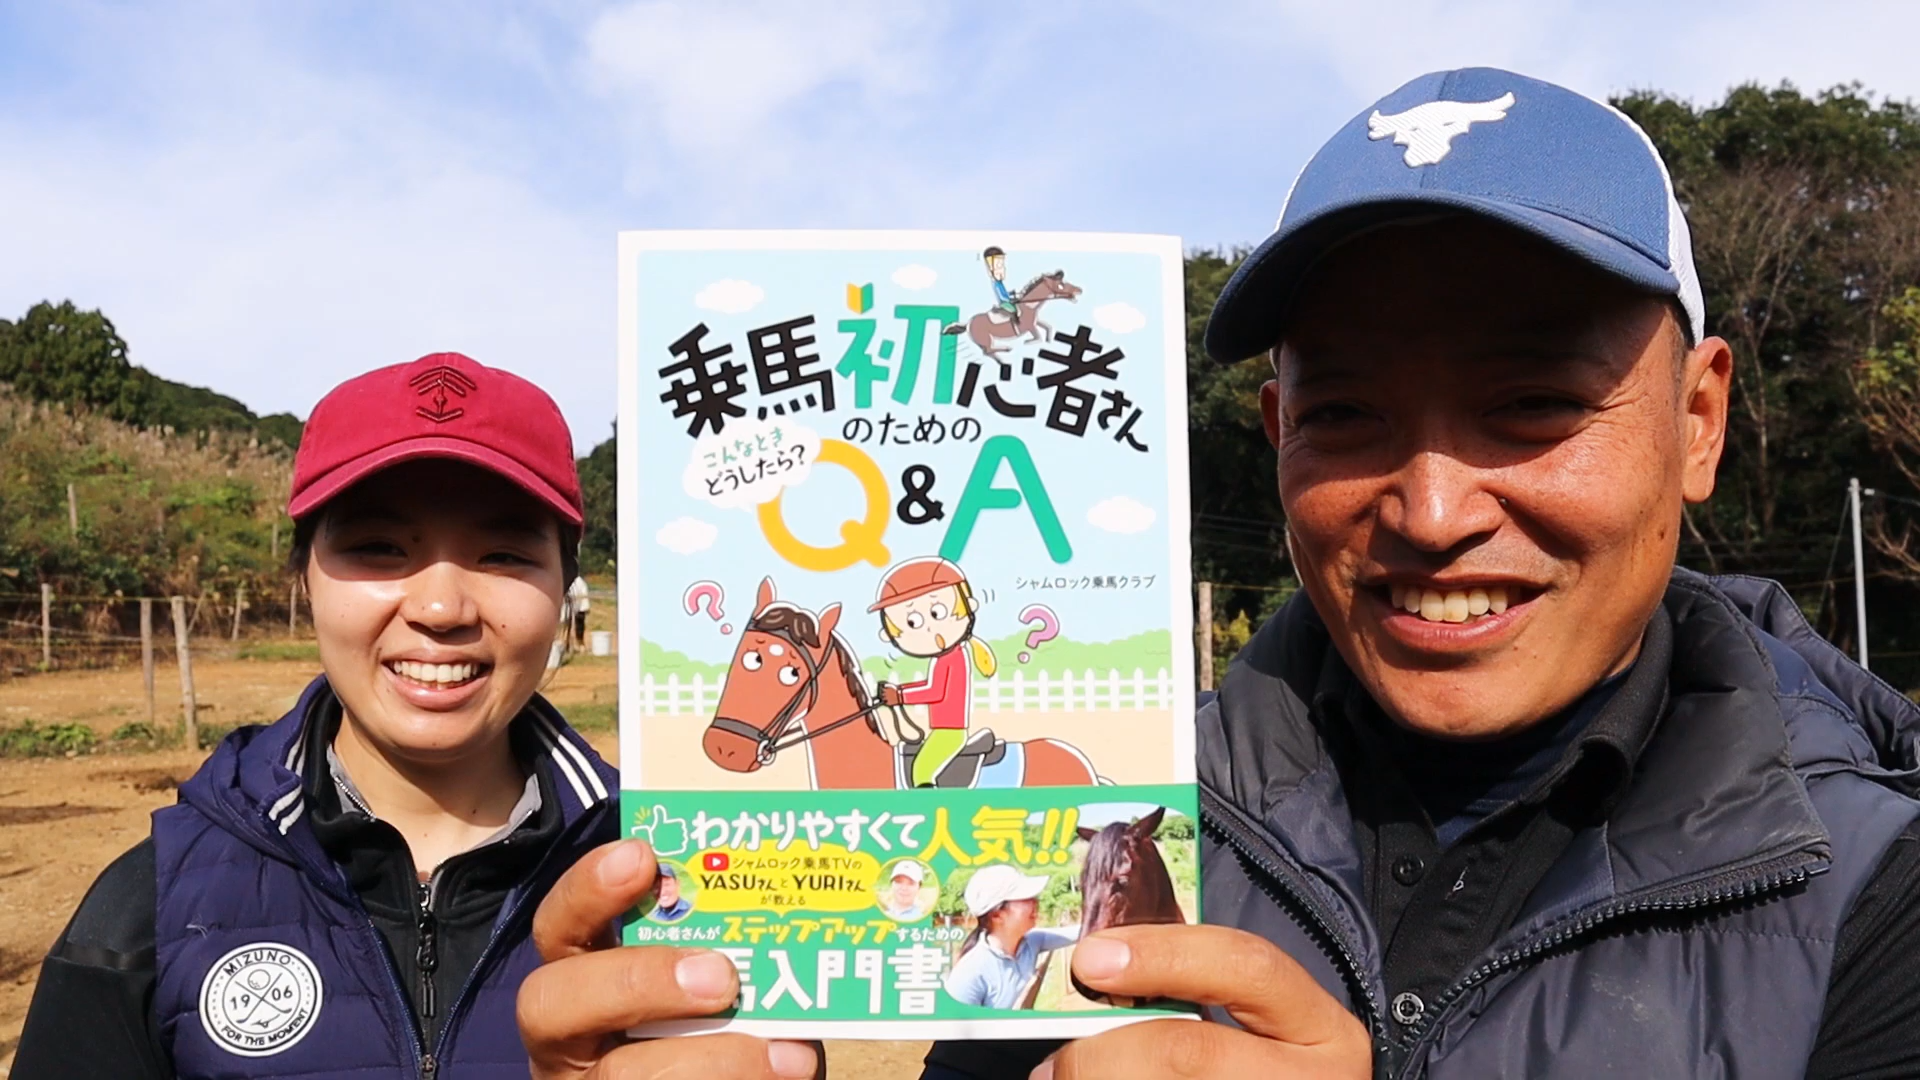 乗馬初心者さん
のための
こんなとき
どうしたら?
Q&A
シャムロック乗馬クラブ
わかりやすくて人気!!
シャムロック乗馬TVの
YASUさんとYURIさん
が教える
初心者さんがステップアップするための
馬入門書
MIZUNO
1906
FOR THE MOMENT